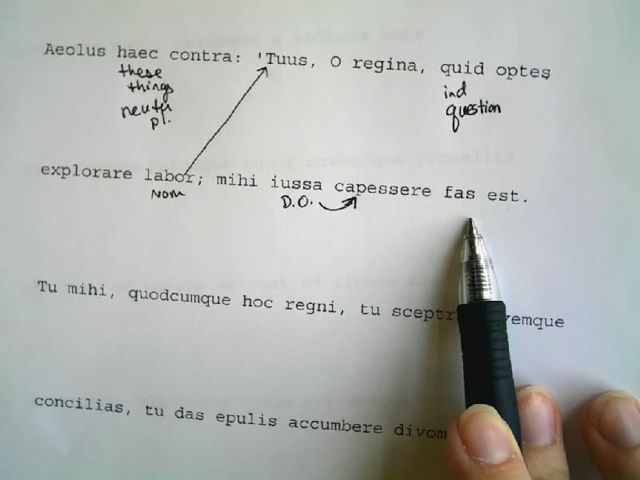 Aeolus haec contra: 'Tuus, O regina, quid optes
these
things
neuter
pl.
ind
question
explorare labor; mihi iussa capessere fas est.
NOM
D.O.
Tu mihi, quodcumque hoc regni, tu
concilias, tu das epulis accumbere divom